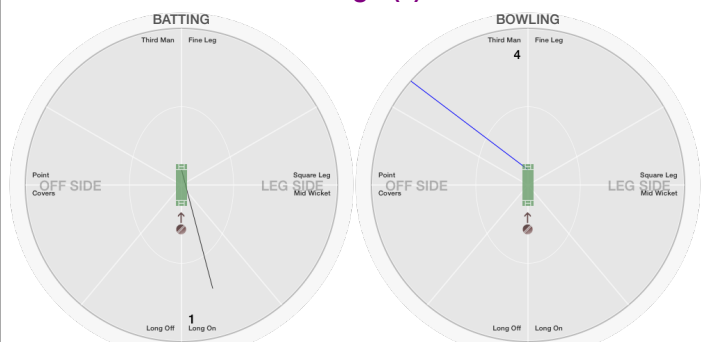 BATTING
Third Man Fine Leg
Point
OFF SIDE
Covers
Square Leg
LEG SIDE
Mid Wicket
1
Long Off Long On
BOWLING
Third Man Fine Leg
4
Point
OFF SIDE
Covers
Square Leg
LEG SIDE
Mid Wicket
Long Off Long On